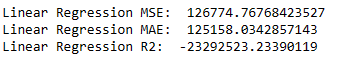 Linear Regression MSE:  126774.76768423527
Linear Regression MAE:  125158.0342857143
Linear Regression R2:  -23292523.23390119